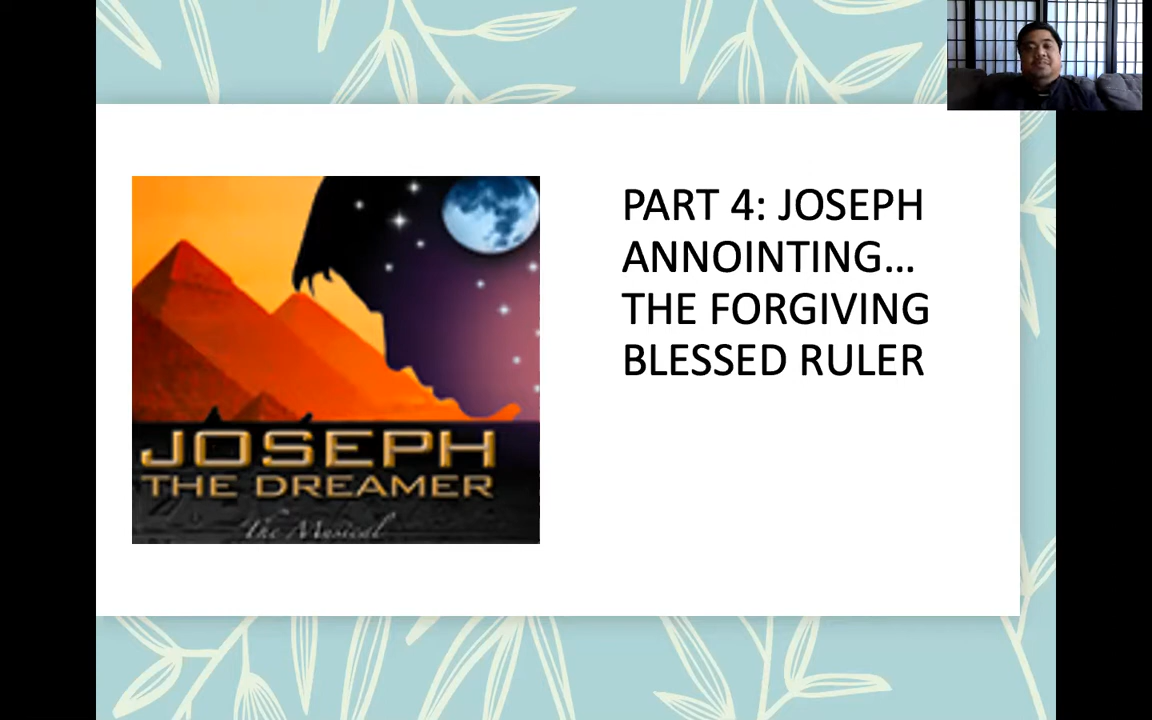 PART 4: JOSEPH
ANNOINTING...
THE FORGIVING
BLESSED RULER
JOSEPH
THE DREAMER
The Musical